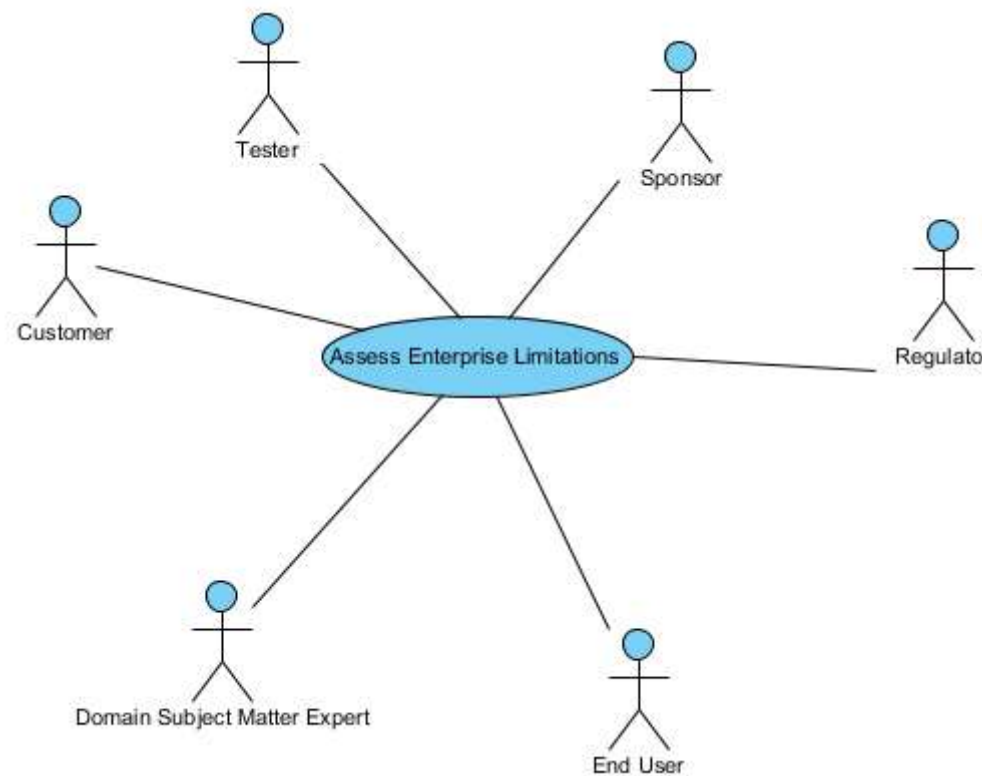 Tester
Sponsor
Customer
Regulato
Assess Enterprise Limitations
Domain Subject Matter Expert
End User